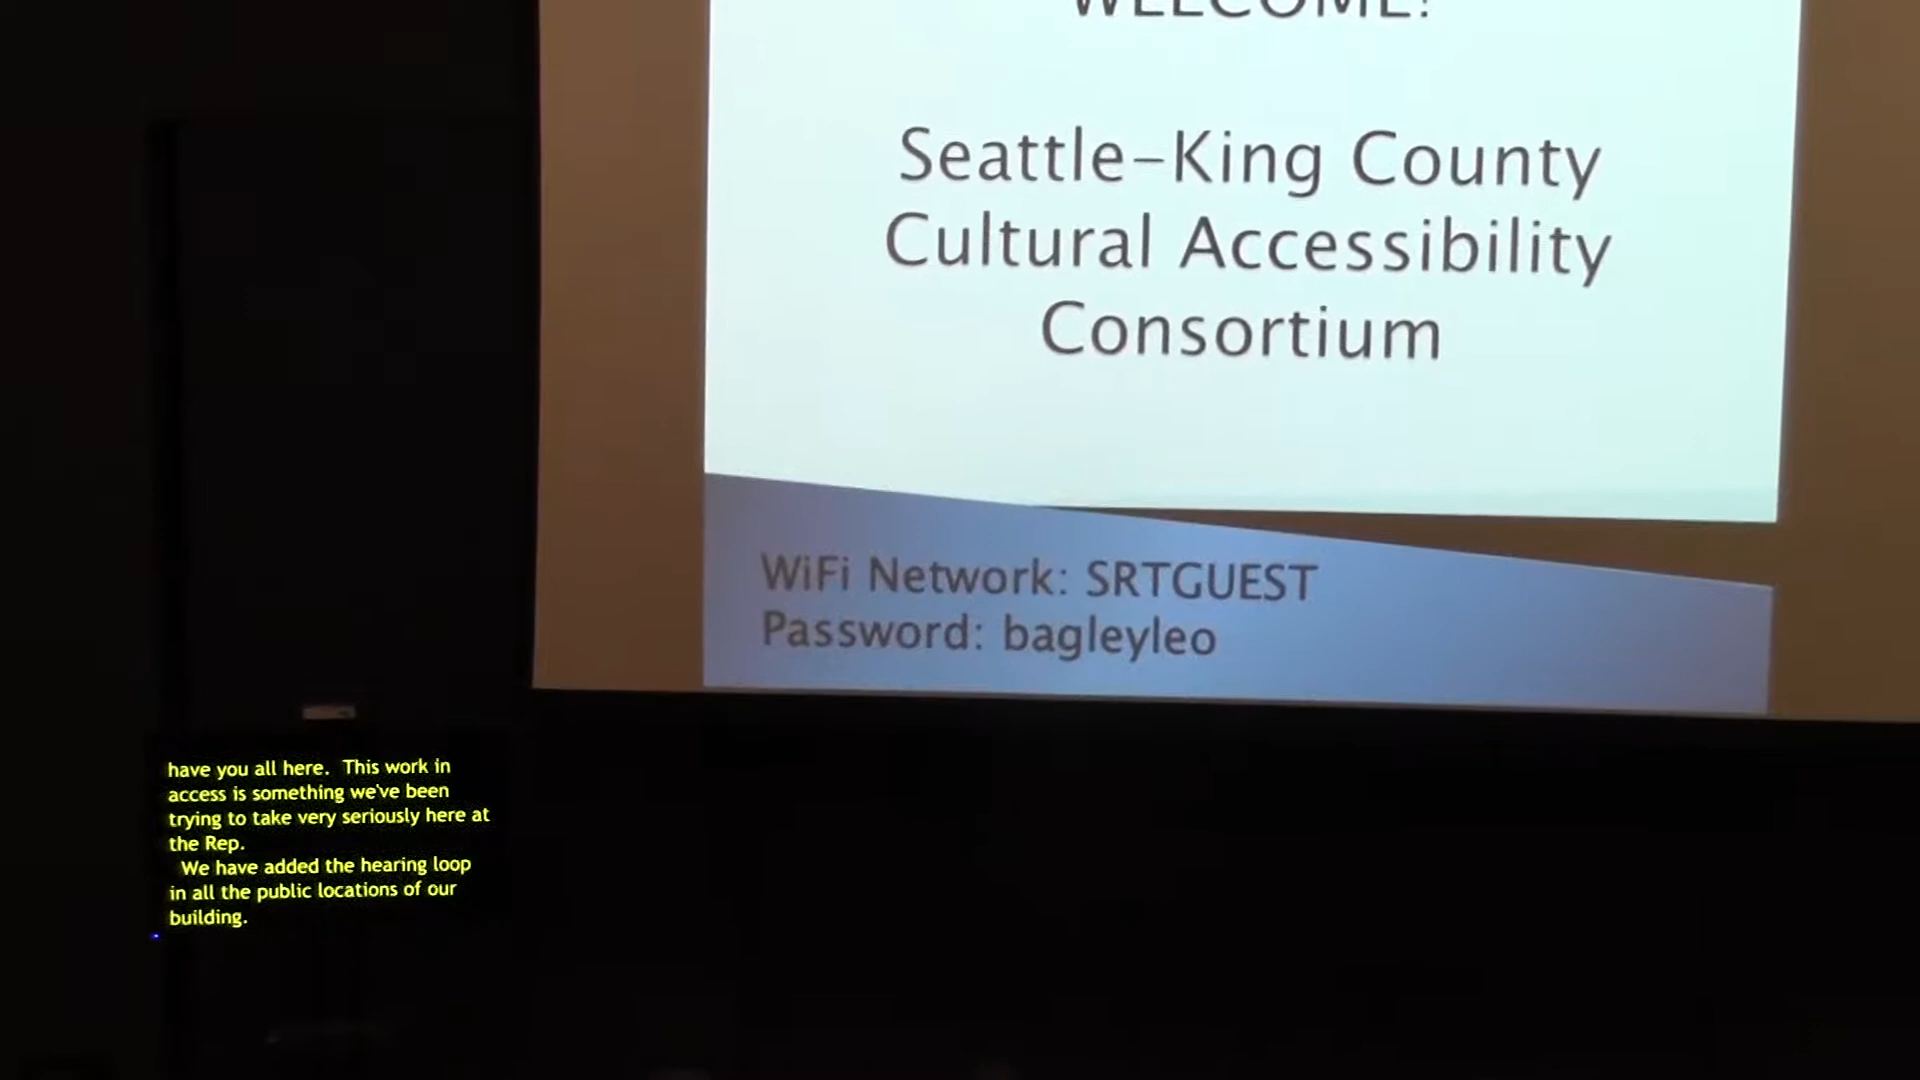 WELCOME!
Seattle-King County
Cultural Accessibility
Consortium
WiFi Network: SRTGUEST
Password: bagleyleo
have you all here.  This work in
access is something we've been
trying to take very seriously here at
the Rep.
We have added the hearing loop
in all the public locations of our
building.